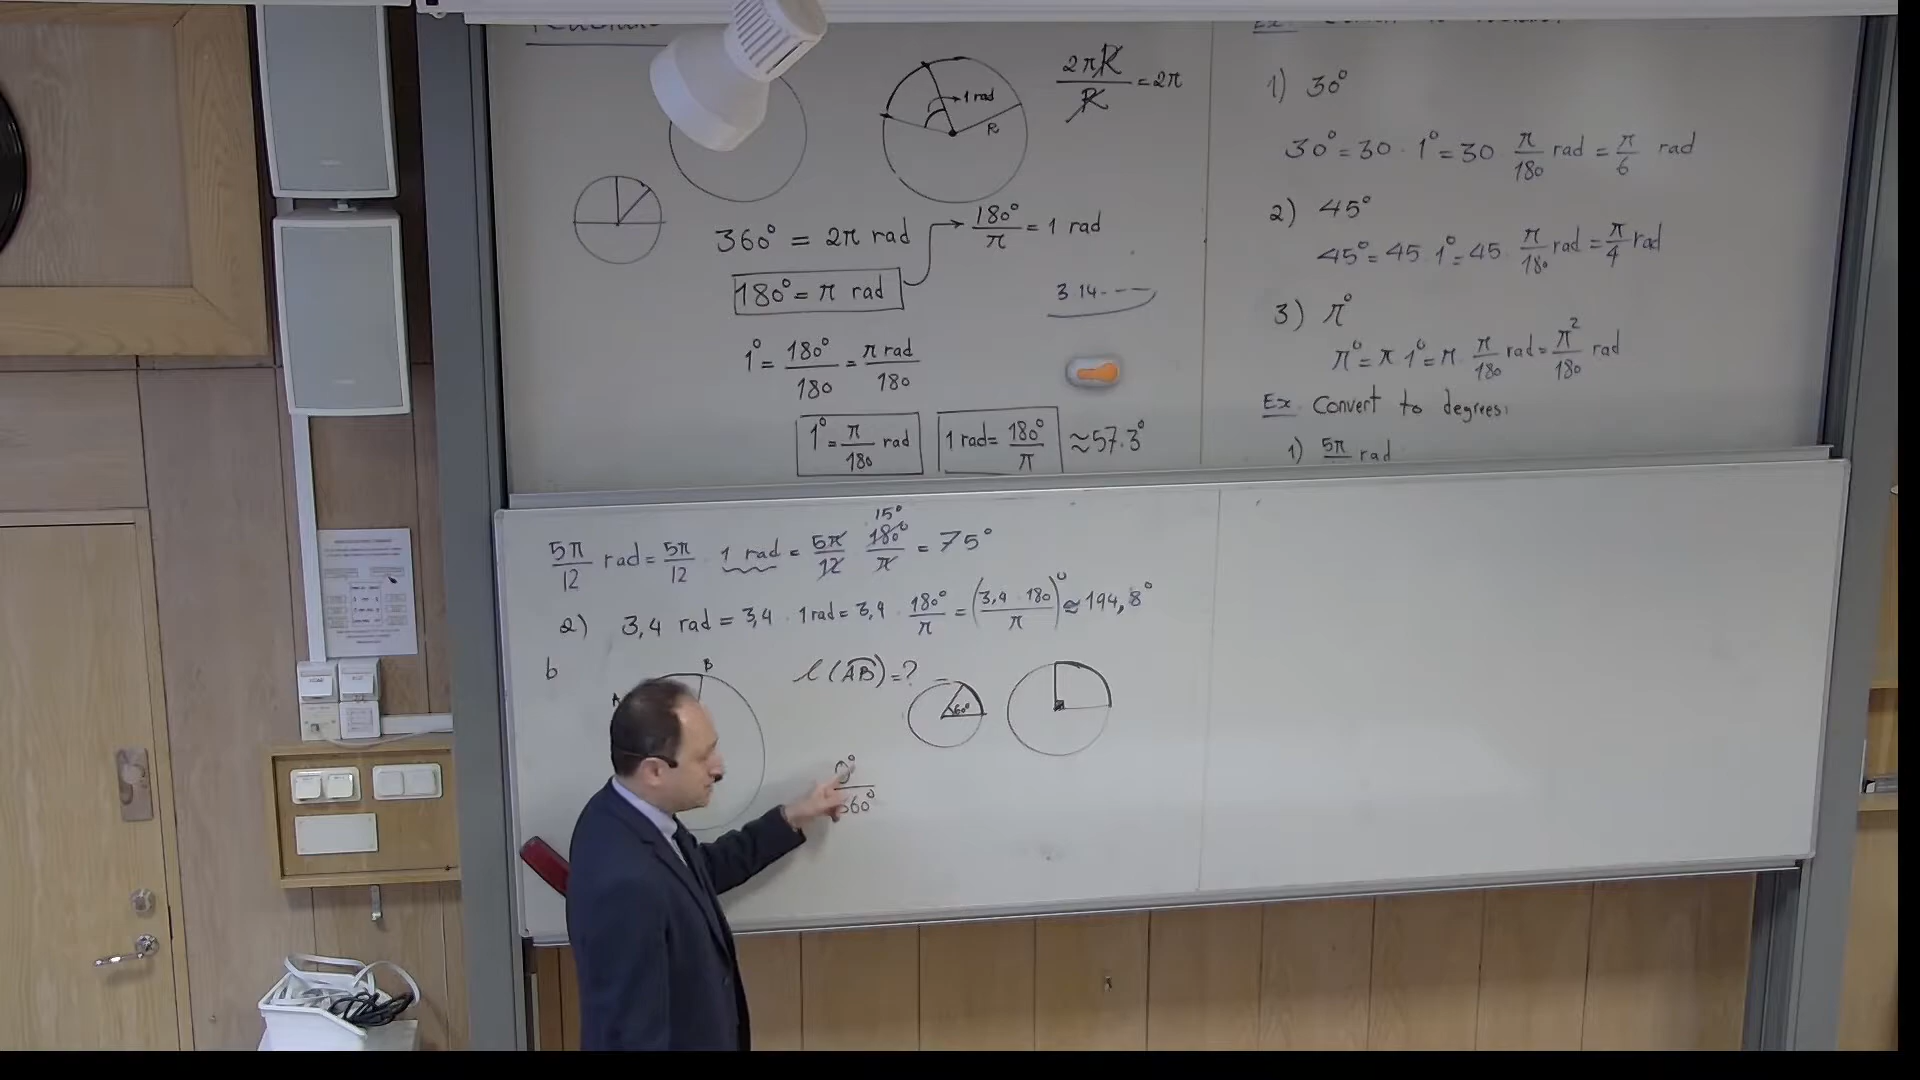 1 rad
R
2πR/R = 2π
360° = 2π rad
180°/π = 1 rad
180° = π rad
3 14 - - -
1° = 180°/180 = π rad/180
1° = π/180 rad
1 rad = 180°/π ≈ 57.3°
1) 30°
30° = 30 · 1° = 30 · π/180 rad = π/6 rad
2) 45°
45° = 45 · 1° = 45 · π/180 rad = π/4 rad
3) π°
π° = π · 1° = π · π/180 rad = π²/180 rad
Ex. Convert to degrees:
1) 5π rad
5π/12 rad = 5π/12 · 1 rad = 5π/12 · 180°/π = 75°
15°
2) 3,4 rad = 3,4 · 1 rad = 3,4 · 180°/π = (3,4 · 180/π)° ≈ 194,8°
b
A
B
l (AB) = ?
60°
θ°/360°